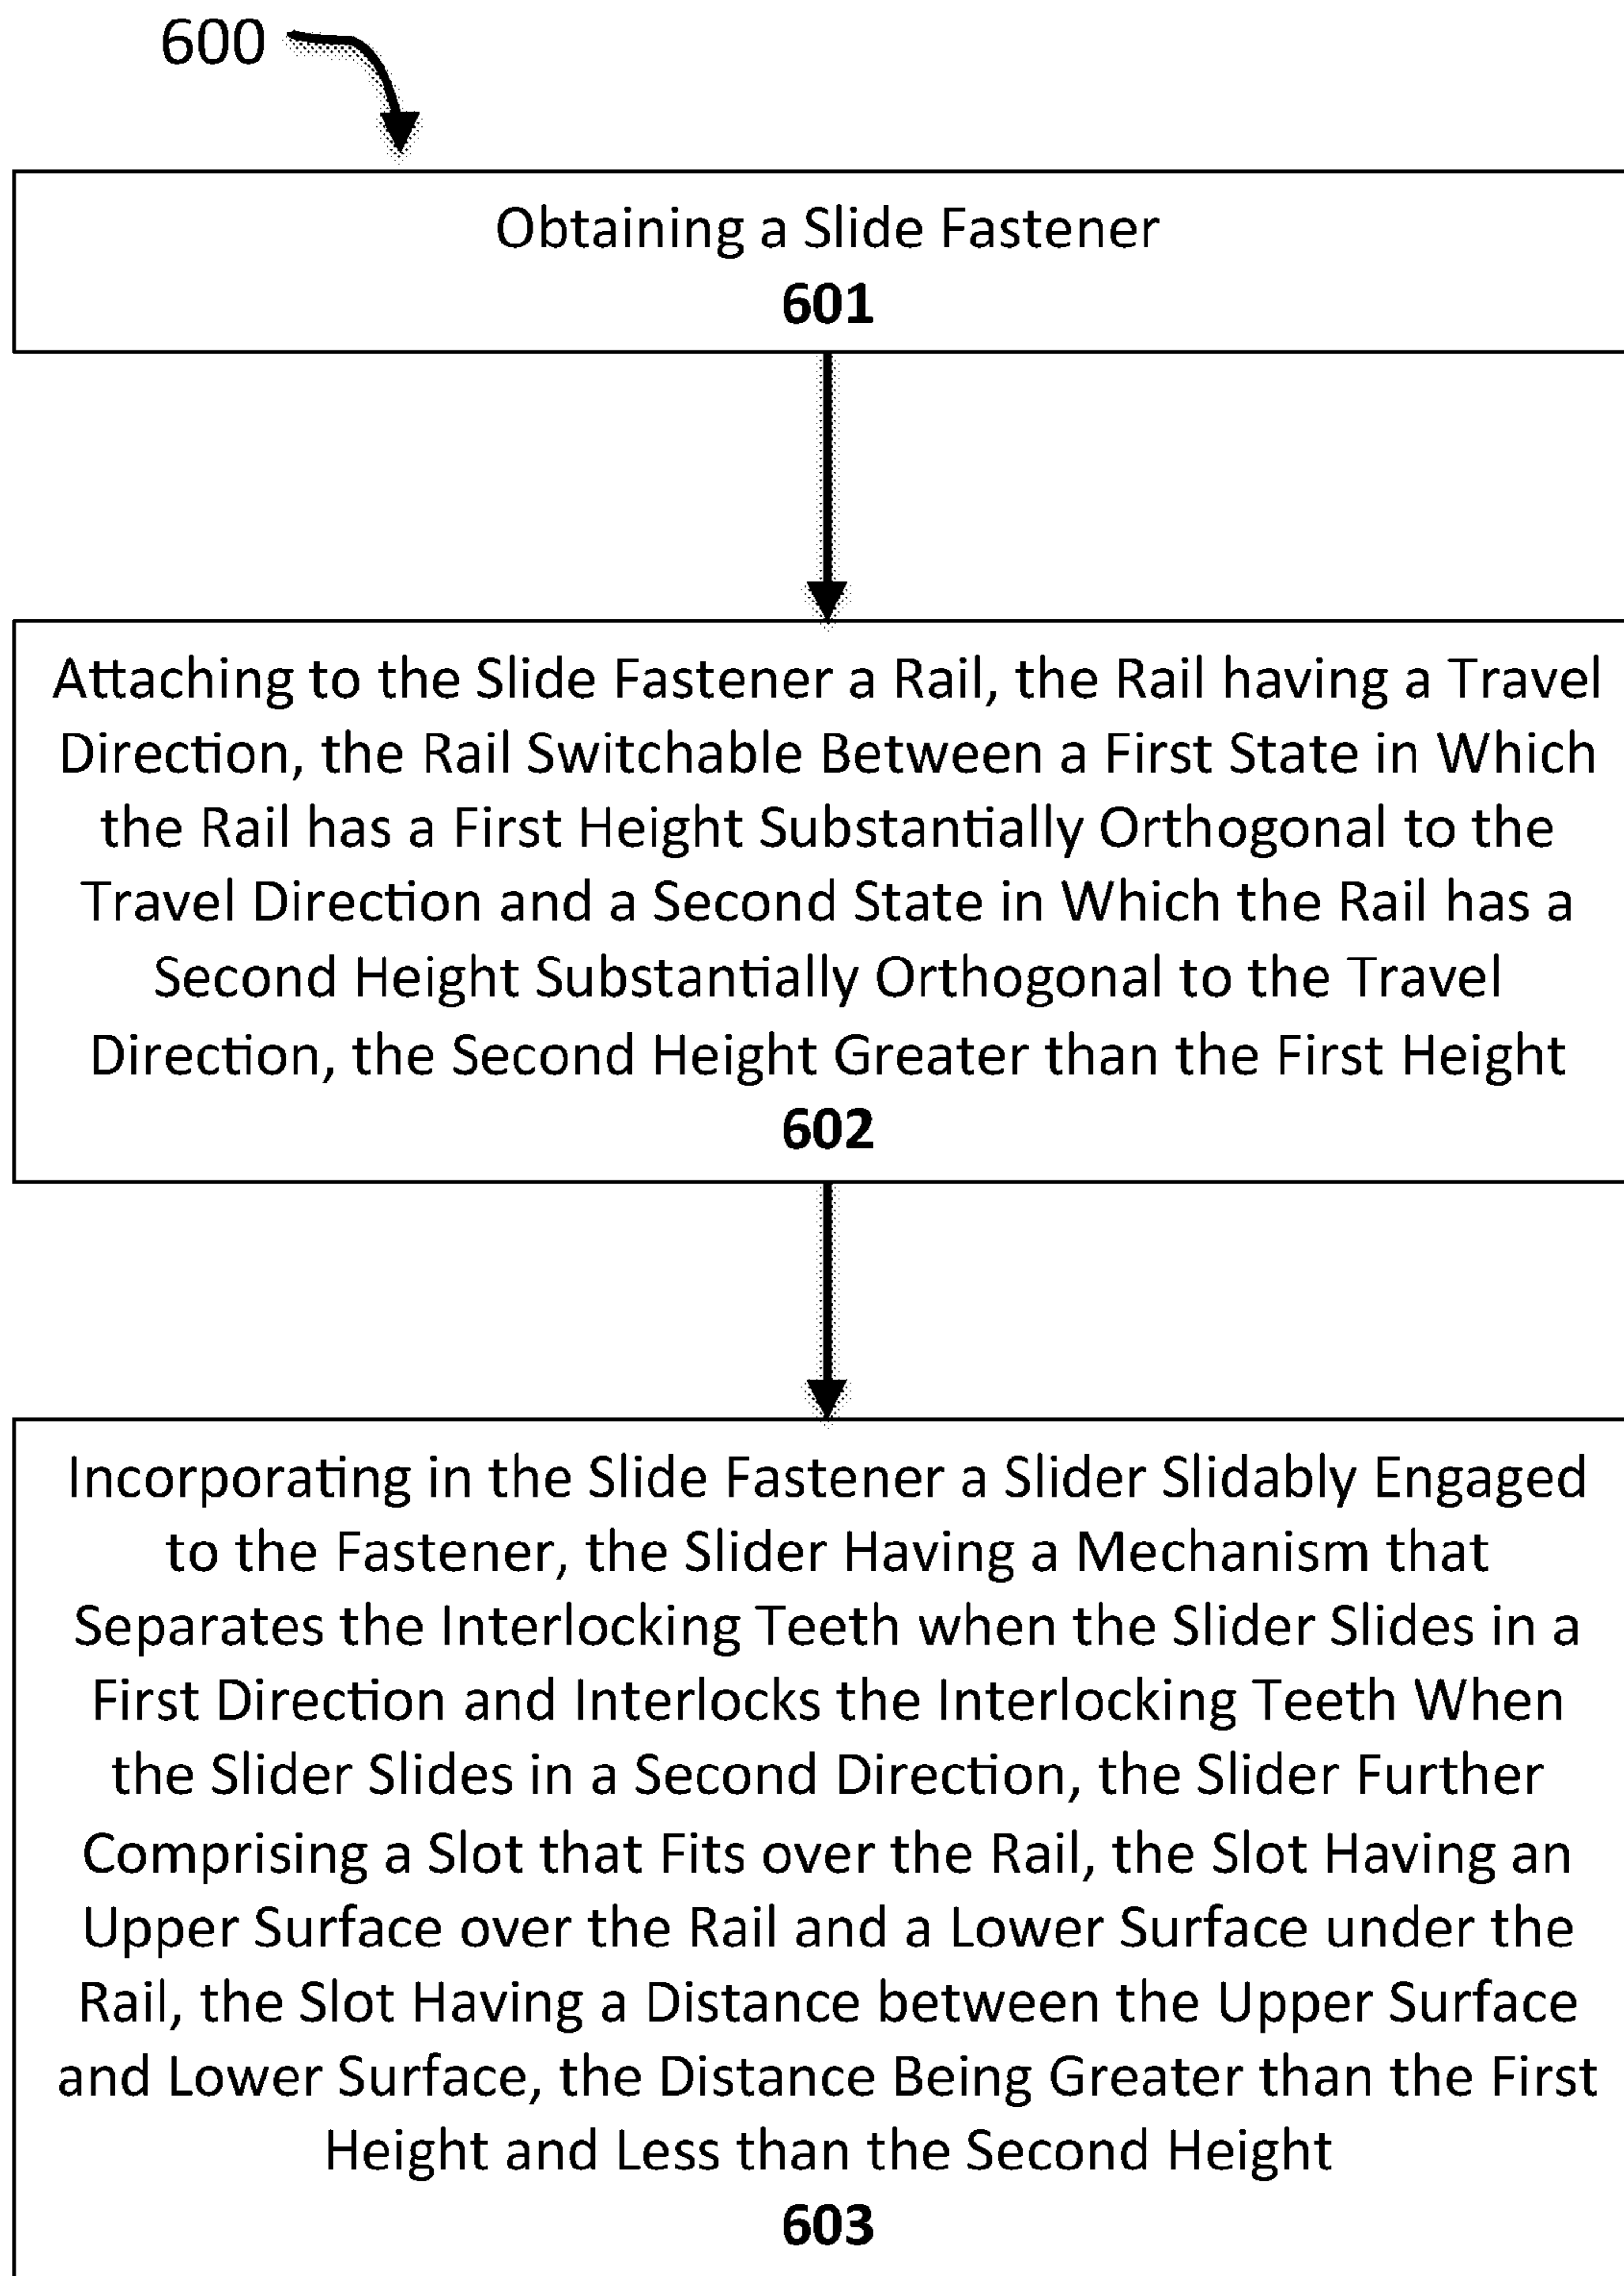 600
Obtaining a Slide Fastener
601
Attaching to the Slide Fastener a Rail, the Rail having a Travel
Direction, the Rail Switchable Between a First State in Which
the Rail has a First Height Substantially Orthogonal to the
Travel Direction and a Second State in Which the Rail has a
Second Height Substantially Orthogonal to the Travel
Direction, the Second Height Greater than the First Height
602
Incorporating in the Slide Fastener a Slider Slidably Engaged
to the Fastener, the Slider Having a Mechanism that
Separates the Interlocking Teeth when the Slider Slides in a
First Direction and Interlocks the Interlocking Teeth When
the Slider Slides in a Second Direction, the Slider Further
Comprising a Slot that Fits over the Rail, the Slot Having an
Upper Surface over the Rail and a Lower Surface under the
Rail, the Slot Having a Distance between the Upper Surface
and Lower Surface, the Distance Being Greater than the First
Height and Less than the Second Height
603